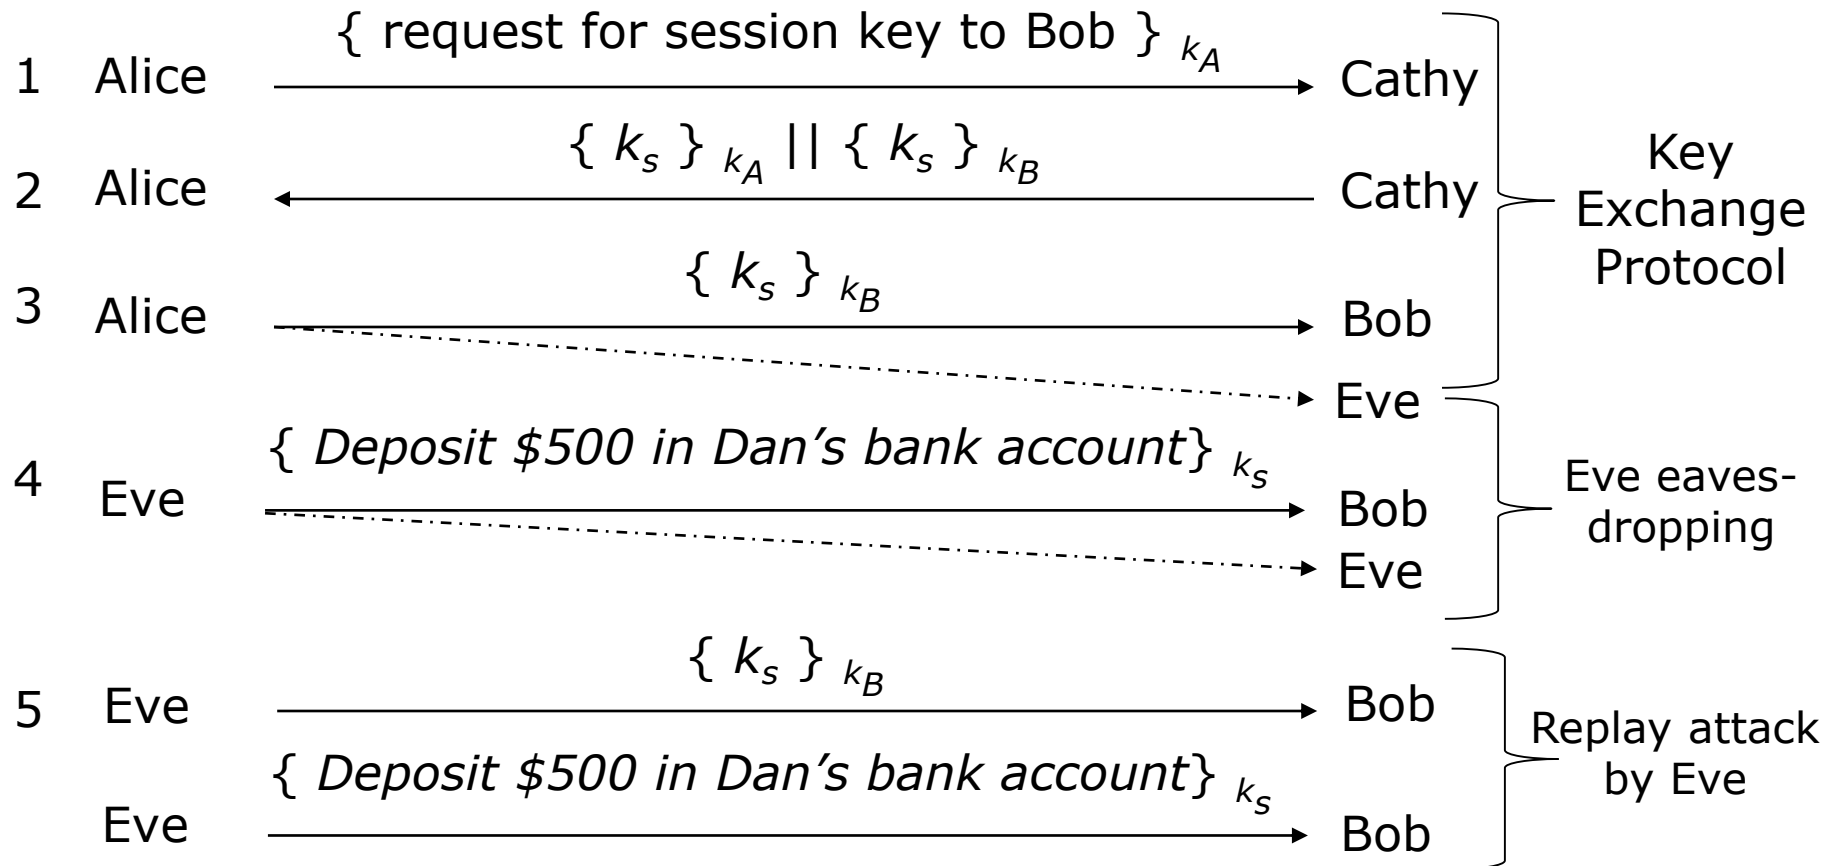 { request for session key to Bob } kA
1 Alice Cathy
{ ks } kA || { ks } kB
2 Alice Cathy
Key
Exchange
Protocol
{ ks } kB
3 Alice Bob
Eve
{ Deposit $500 in Dan’s bank account} ks
4 Eve Bob
Eve
Eve eaves-
dropping
{ ks } kB
5 Eve Bob
{ Deposit $500 in Dan’s bank account} ks
Eve Bob
Replay attack
by Eve